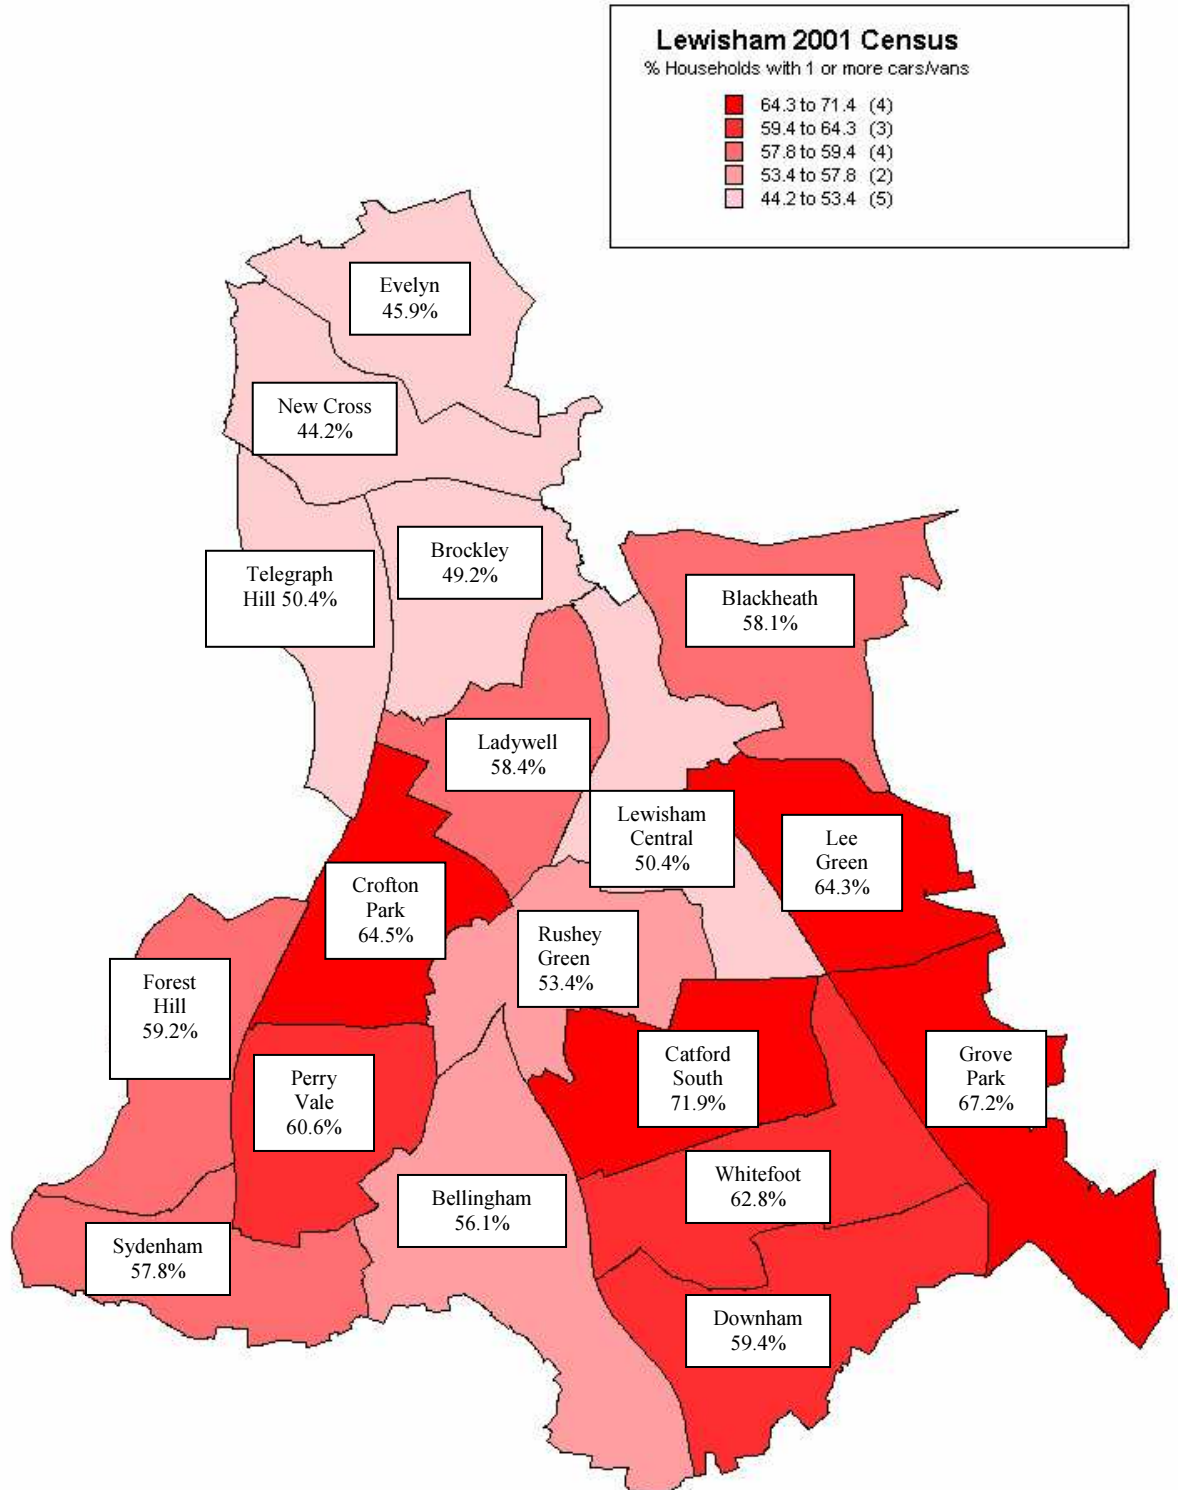 Lewisham 2001 Census
% Households with 1 or more cars/vans
64.3 to 71.4 (4)
59.4 to 64.3 (3)
57.8 to 59.4 (4)
53.4 to 57.8 (2)
44.2 to 53.4 (5)
Evelyn
45.9%
New Cross
44.2%
Brockley
49.2%
Telegraph
Hill 50.4%
Blackheath
58.1%
Ladywell
58.4%
Lewisham
Central
50.4%
Lee
Green
64.3%
Crofton
Park
64.5%
Rushey
Green
53.4%
Forest
Hill
59.2%
Perry
Vale
60.6%
Catford
South
71.9%
Grove
Park
67.2%
Whitefoot
62.8%
Bellingham
56.1%
Sydenham
57.8%
Downham
59.4%